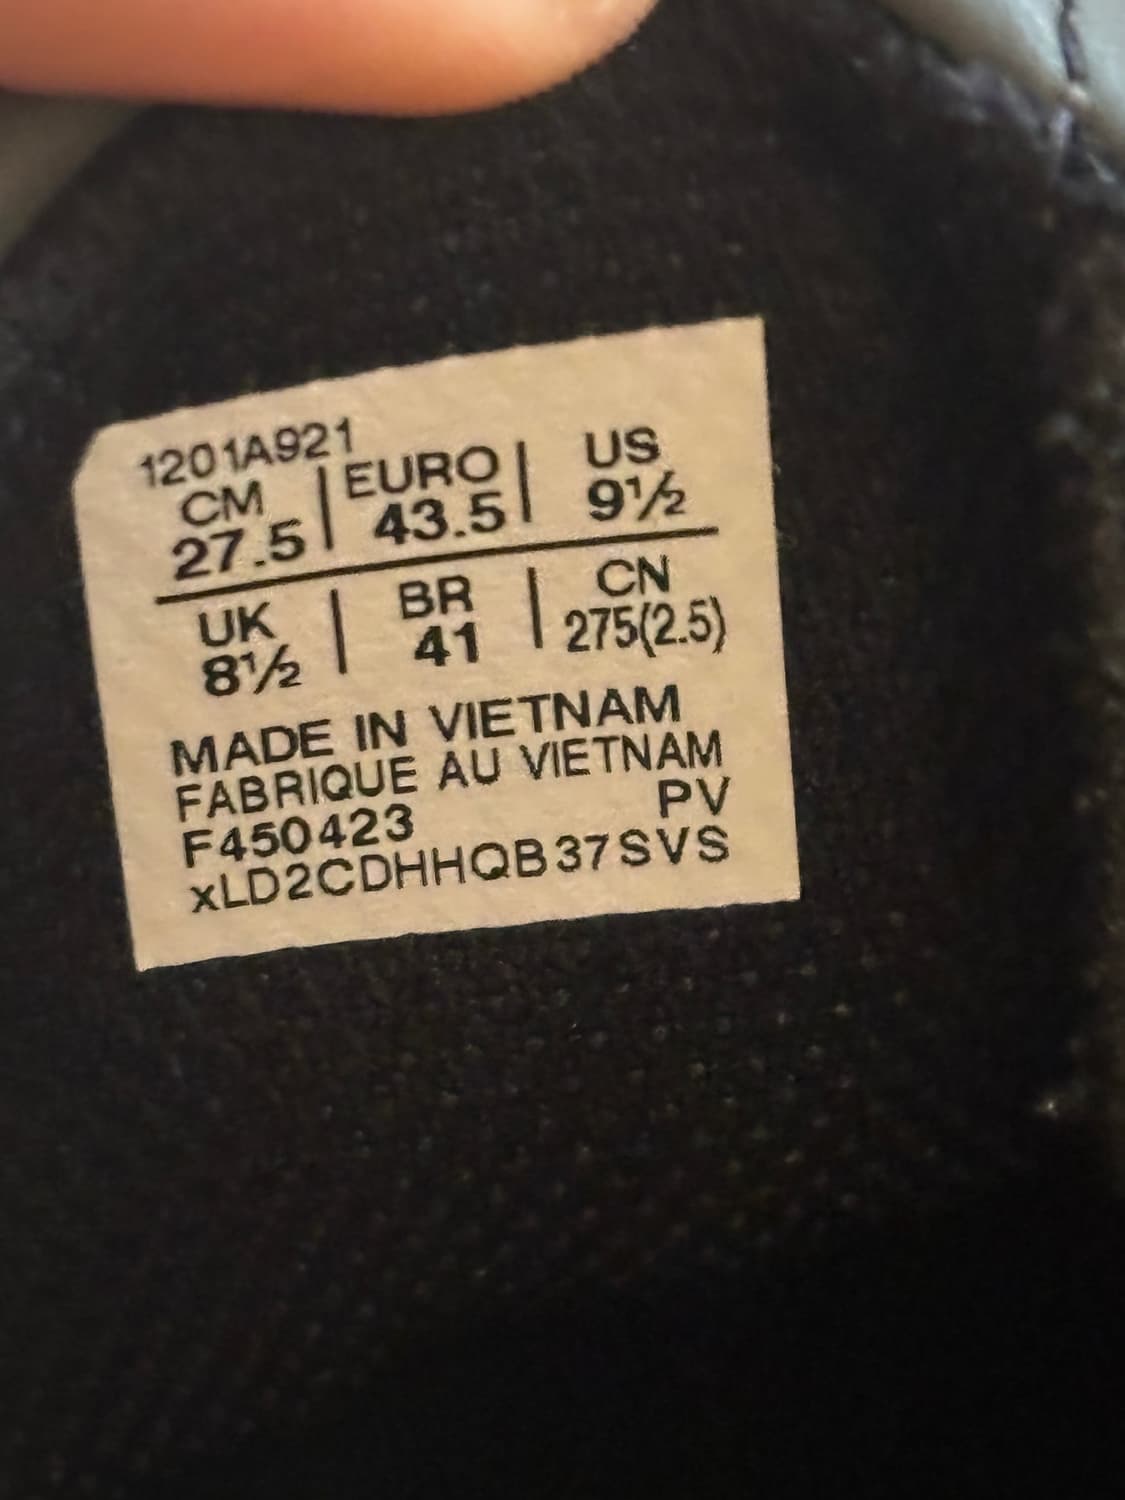 1201A921
CM | EURO | US
27.5 | 43.5 | 9½
UK | BR | CN
8½ | 41 | 275(2.5)
MADE IN VIETNAM
FABRIQUE AU VIETNAM
F450423 PV
xLD2CDHHQB37SVS